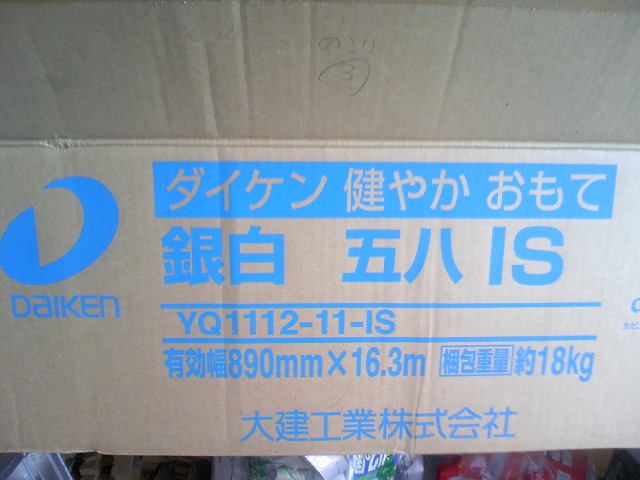 のこり
③
ダイケン 健やか おもて
銀白 五八 IS
DAIKEN
YQ1112-11-IS
有効幅890mm×16.3m 梱包重量 約18kg
大建工業株式会社
カビ